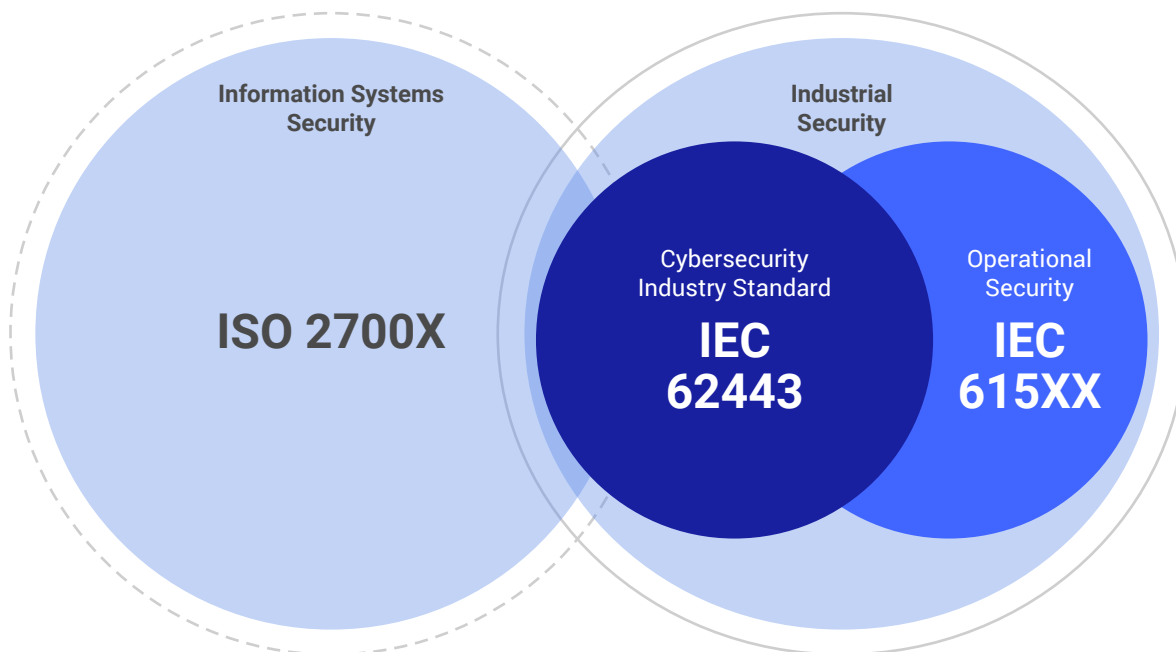 Information Systems
Security
ISO 2700X
Industrial
Security
Cybersecurity
Industry Standard
IEC
62443
Operational
Security
IEC
615XX